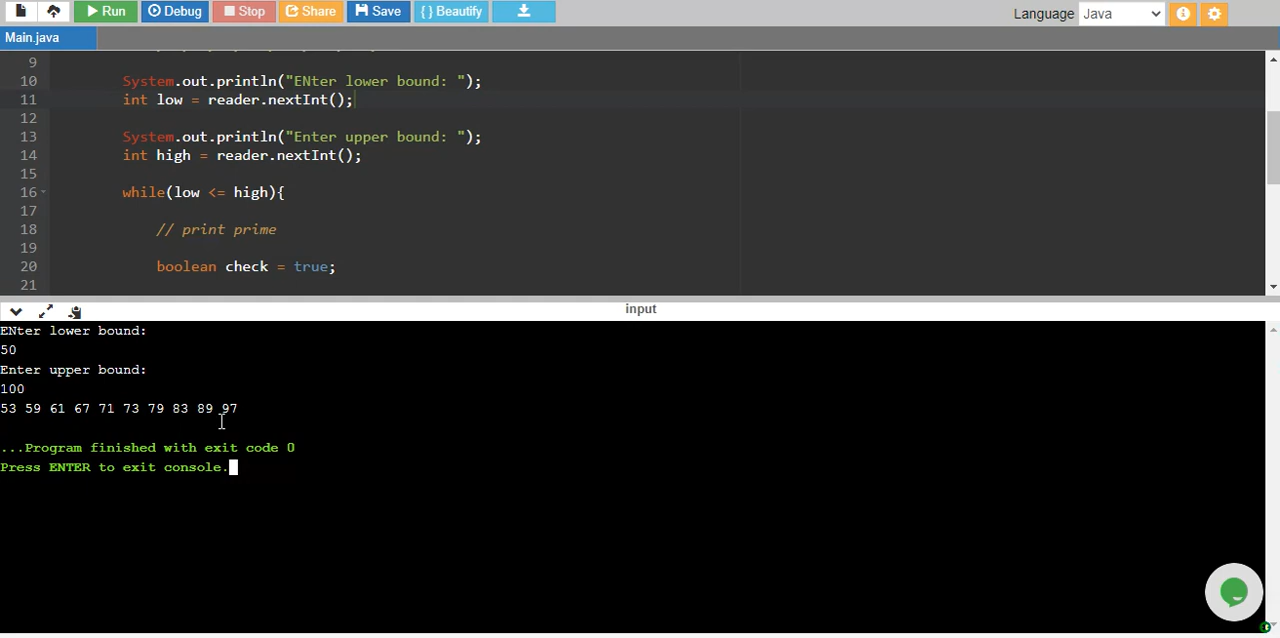 Run Debug Stop Share Save { } Beautify Language Java
Main.java
9
10 System.out.println("ENter lower bound: ");
11 int low = reader.nextInt();
12
13 System.out.println("Enter upper bound: ");
14 int high = reader.nextInt();
15
16 while(low <= high){
17
18 // print prime
19
20 boolean check = true;
21
input
ENter lower bound:
50
Enter upper bound:
100
53 59 61 67 71 73 79 83 89 97
...Program finished with exit code 0
Press ENTER to exit console.